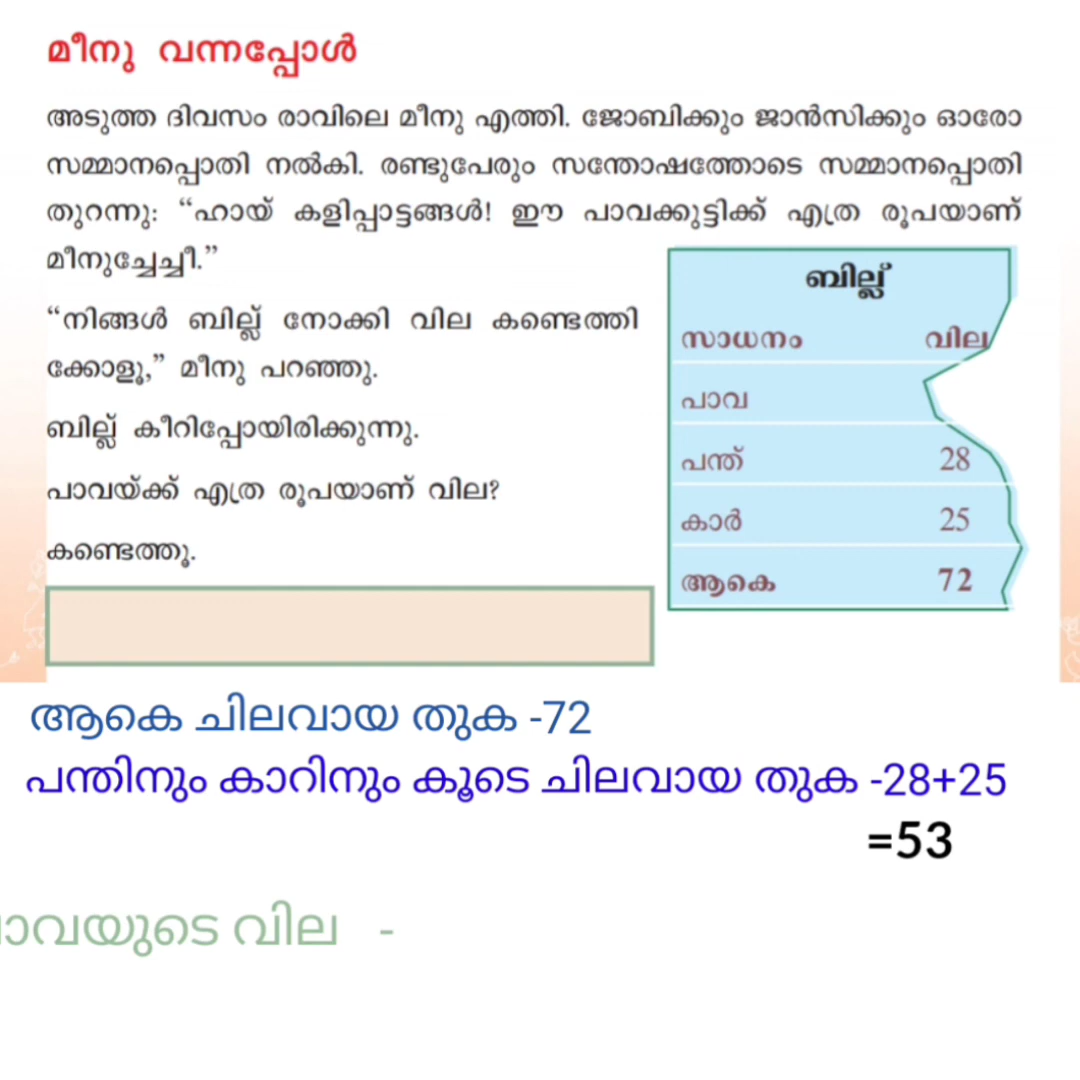 മീനു വന്നപ്പോൾ
അടുത്ത ദിവസം രാവിലെ മീനു എത്തി. ജോബിക്കും ജാൻസിക്കും ഓരോ
സമ്മാനപ്പൊതി നൽകി. രണ്ടുപേരും സന്തോഷത്തോടെ സമ്മാനപ്പൊതി
തുറന്നു: “ഹായ് കളിപ്പാട്ടങ്ങൾ! ഈ പാവക്കുട്ടിക്ക് എത്ര രൂപയാണ്
മീനുച്ചേച്ചീ.”
“നിങ്ങൾ ബില്ല് നോക്കി വില കണ്ടെത്തി
ക്കോളൂ,” മീനു പറഞ്ഞു.
ബില്ല് കീറിപ്പോയിരിക്കുന്നു.
പാവയ്ക്ക് എത്ര രൂപയാണ് വില?
കണ്ടെത്തൂ.
ബില്ല്
സാധനം വില
പാവ
പന്ത് 28
കാർ 25
ആകെ 72
ആകെ ചിലവായ തുക -72
പന്തിനും കാറിനും കൂടെ ചിലവായ തുക -28+25
=53
പാവയുടെ വില -